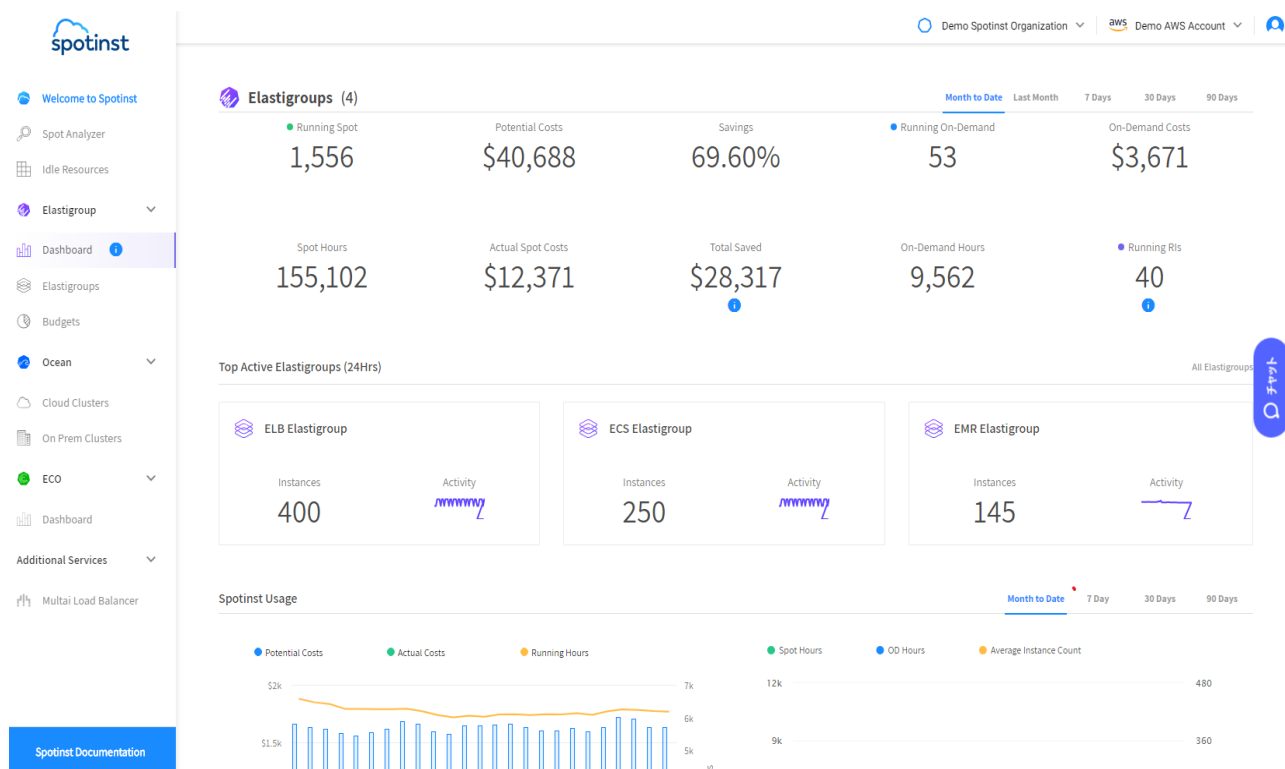 spotinst
Demo Spotinst Organization
aws
Demo AWS Account
Welcome to Spotinst
Spot Analyzer
Idle Resources
Elastigroup
Dashboard
Elastigroups
Budgets
Ocean
Cloud Clusters
On Prem Clusters
ECO
Dashboard
Additional Services
Multai Load Balancer
Spotinst Documentation
Elastigroups (4)
Month to Date Last Month 7 Days 30 Days 90 Days
Running Spot Potential Costs Savings Running On-Demand On-Demand Costs
1,556 $40,688 69.60% 53 $3,671
Spot Hours Actual Spot Costs Total Saved On-Demand Hours Running RIs
155,102 $12,371 $28,317 9,562 40
Top Active Elastigroups (24Hrs)
All Elastigroups
チャット
ELB Elastigroup
Instances Activity
400
ECS Elastigroup
Instances Activity
250
EMR Elastigroup
Instances Activity
145
Spotinst Usage
Month to Date 7 Day 30 Days 90 Days
Potential Costs Actual Costs Running Hours
$2k 7k
6k
$1.5k
5k
Spot Hours OD Hours Average Instance Count
12k 480
9k 360